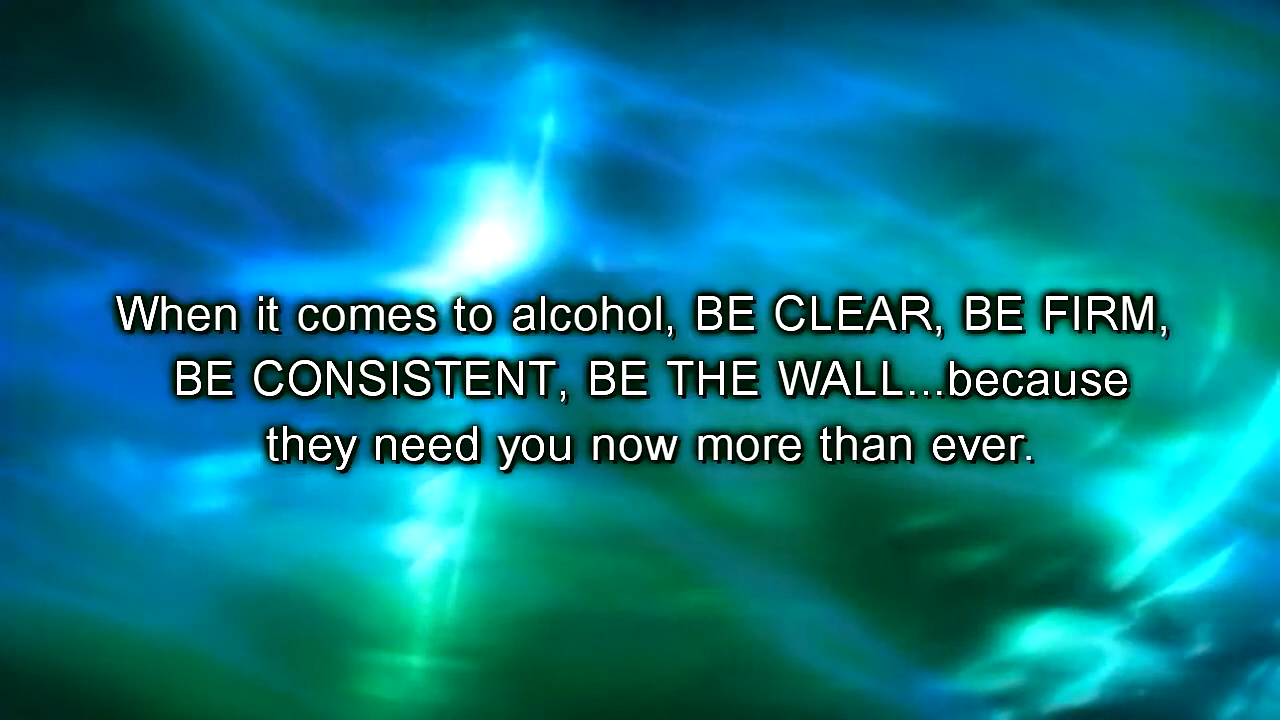 When it comes to alcohol, BE CLEAR, BE FIRM,
BE CONSISTENT, BE THE WALL...because
they need you now more than ever.